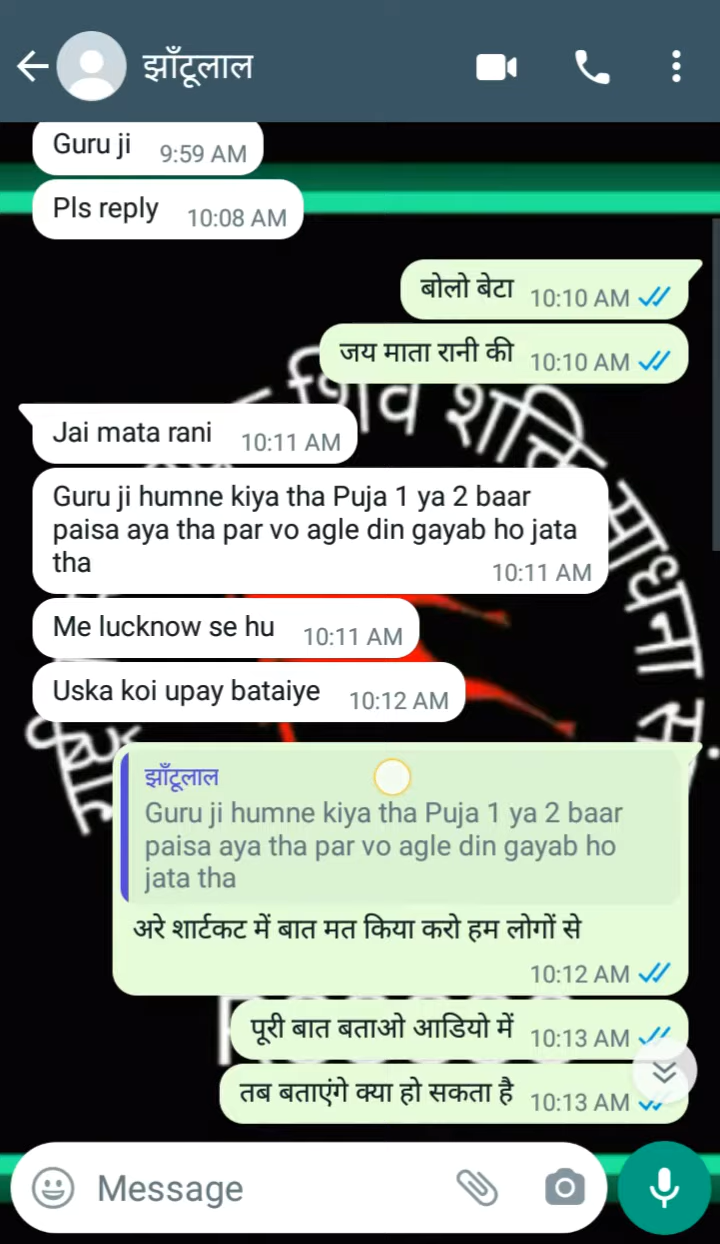 झाँटूलाल
Guru ji 9:59 AM
Pls reply 10:08 AM
बोलो बेटा 10:10 AM
जय माता रानी की 10:10 AM
शिव शक्ति साधना
Jai mata rani 10:11 AM
Guru ji humne kiya tha Puja 1 ya 2 baar
paisa aya tha par vo agle din gayab ho jata
tha
10:11 AM
Me lucknow se hu 10:11 AM
Uska koi upay bataiye 10:12 AM
झाँटूलाल
Guru ji humne kiya tha Puja 1 ya 2 baar
paisa aya tha par vo agle din gayab ho
jata tha
अरे शार्टकट में बात मत किया करो हम लोगों से
10:12 AM
पूरी बात बताओ आडियो में 10:13 AM
तब बताएंगे क्या हो सकता है 10:13 AM
Message